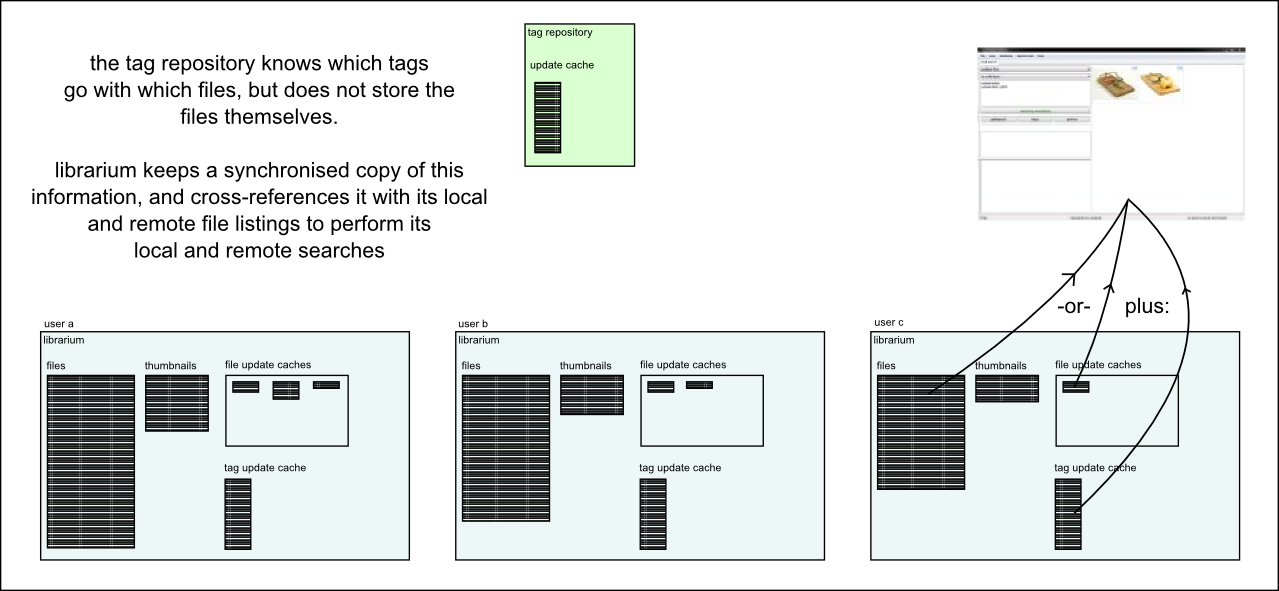 the tag repository knows which tags
go with which files, but does not store the
files themselves.
librarium keeps a synchronised copy of this
information, and cross-references it with its local
and remote file listings to perform its
local and remote searches
tag repository
update cache
-or-
plus:
user a
librarium
files
thumbnails
file update caches
tag update cache
user b
librarium
files
thumbnails
file update caches
tag update cache
user c
librarium
files
thumbnails
file update caches
tag update cache